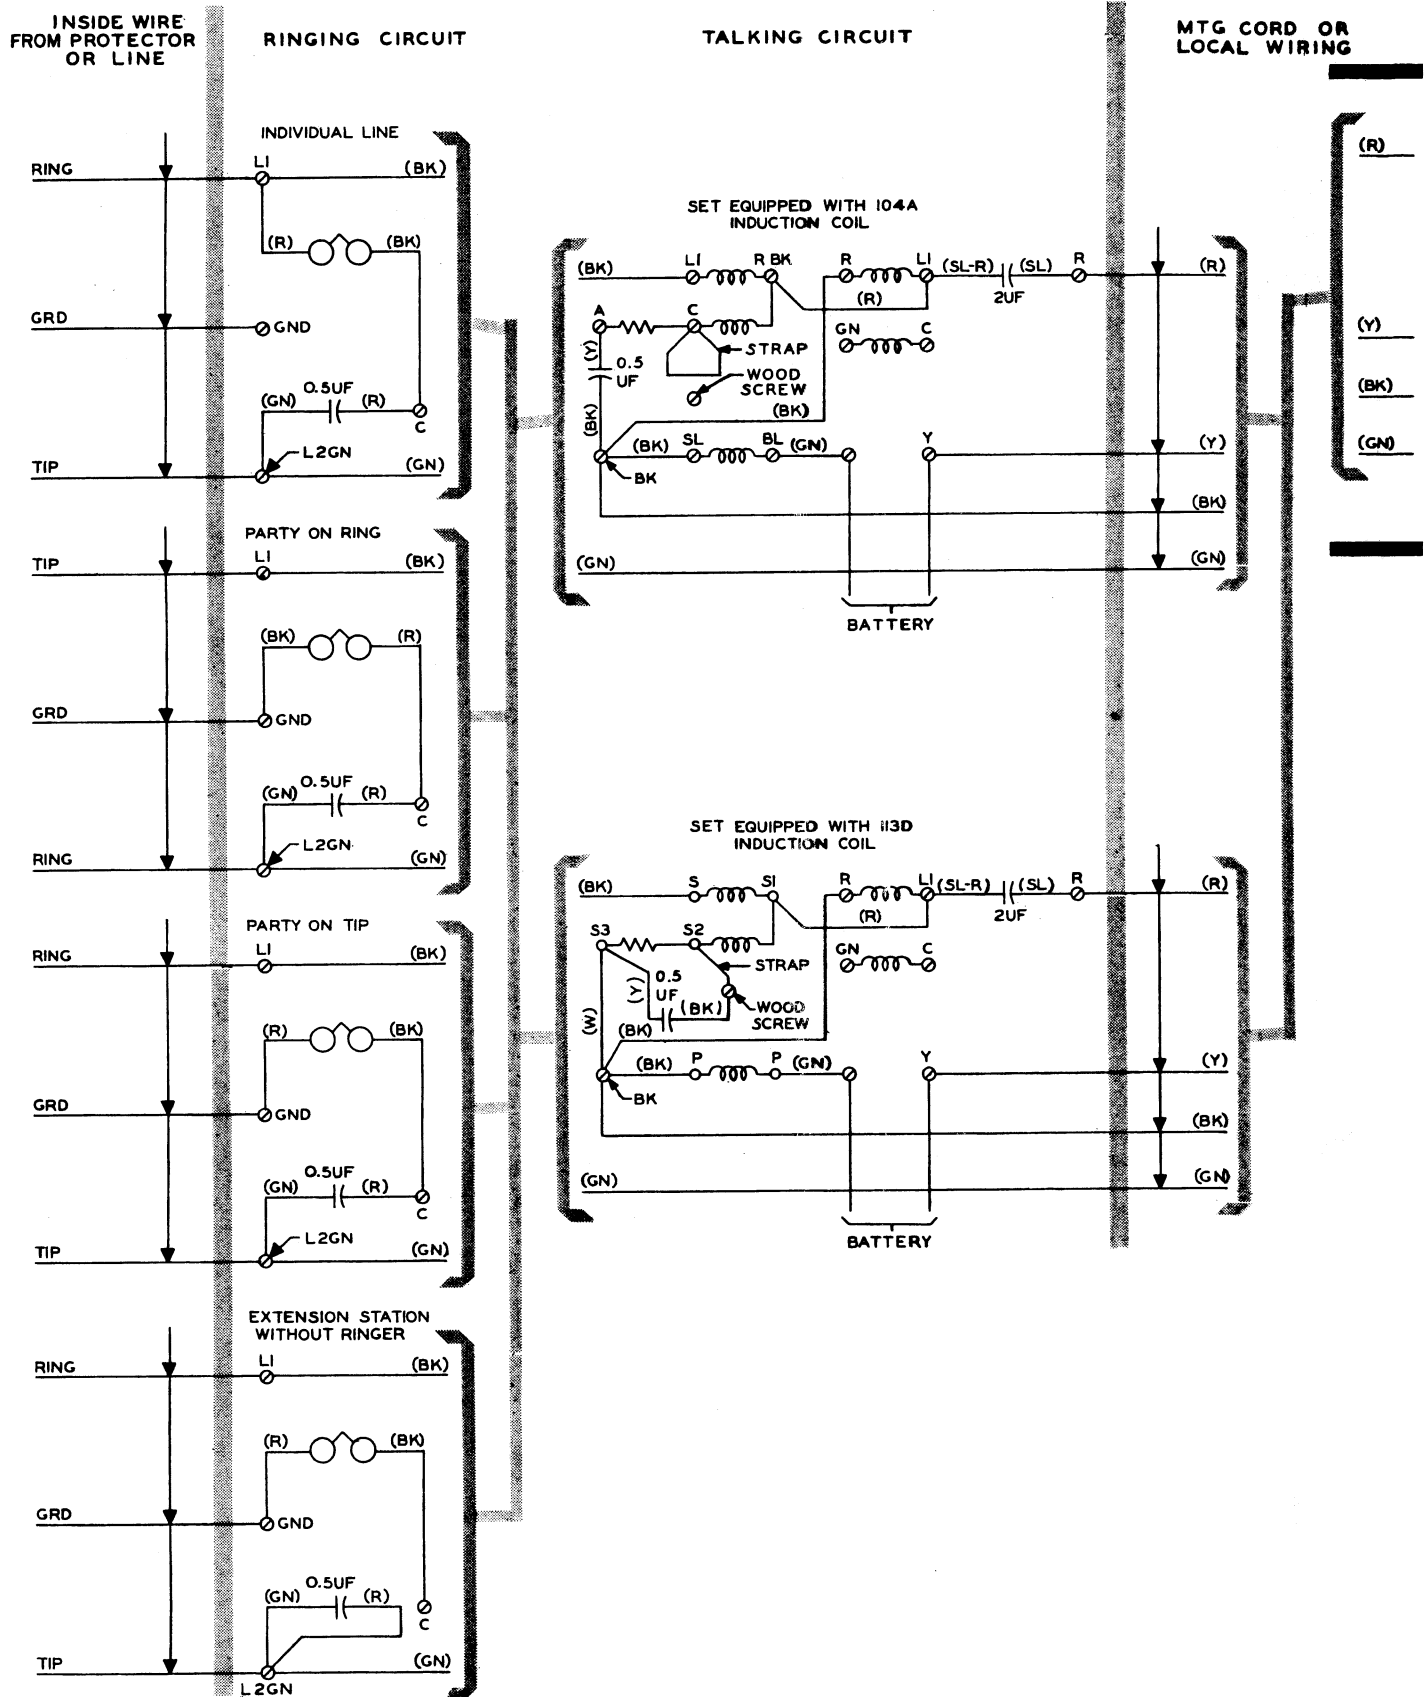 INSIDE WIRE
FROM PROTECTOR
OR LINE
RINGING CIRCUIT
TALKING CIRCUIT
MTG CORD OR
LOCAL WIRING
INDIVIDUAL LINE
RING
L1
(BK)
(R)
(BK)
GRD
GND
0.5UF
(GN)
(R)
C
L2GN
TIP
(GN)
PARTY ON RING
TIP
L1
(BK)
(BK)
(R)
GRD
GND
0.5UF
(GN)
(R)
C
L2GN
RING
(GN)
PARTY ON TIP
RING
L1
(BK)
(R)
(BK)
GRD
GND
0.5UF
(GN)
(R)
C
L2GN
TIP
(GN)
EXTENSION STATION
WITHOUT RINGER
RING
L1
(BK)
(R)
(BK)
GRD
GND
0.5UF
(GN)
(R)
C
TIP
(GN)
L2GN
SET EQUIPPED WITH 104A
INDUCTION COIL
(BK)
L1
R BK
R
L1
(SL-R)
(SL)
R
(R)
2UF
(R)
A
C
GN
C
(Y)
0.5
UF
STRAP
WOOD
SCREW
(BK)
(BK)
(BK)
SL
BL
(GN)
Y
(Y)
BK
(BK)
(GN)
(GN)
BATTERY
SET EQUIPPED WITH 113D
INDUCTION COIL
(BK)
S
S1
R
L1
(SL-R)
(SL)
R
(R)
2UF
(R)
S3
S2
GN
C
STRAP
(Y)
0.5
UF
(BK)
WOOD
SCREW
(W)
(BK)
(BK)
P
P
(GN)
Y
(Y)
BK
(BK)
(GN)
(GN)
BATTERY
(R)
(Y)
(BK)
(GN)